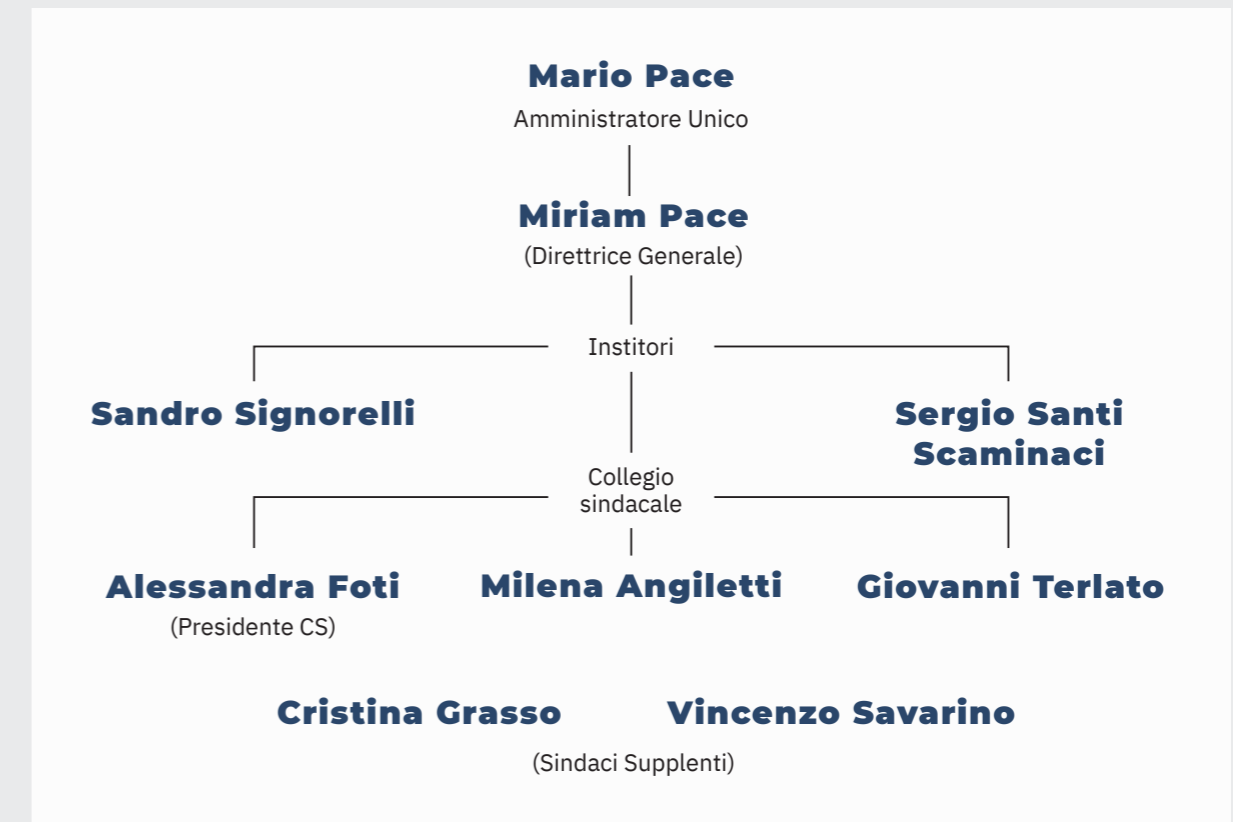 Mario Pace
Amministratore Unico
Miriam Pace
(Direttrice Generale)
Institori
Sandro Signorelli
Sergio Santi
Scaminaci
Collegio
sindacale
Alessandra Foti
(Presidente CS)
Milena Angiletti
Giovanni Terlato
Cristina Grasso
Vincenzo Savarino
(Sindaci Supplenti)